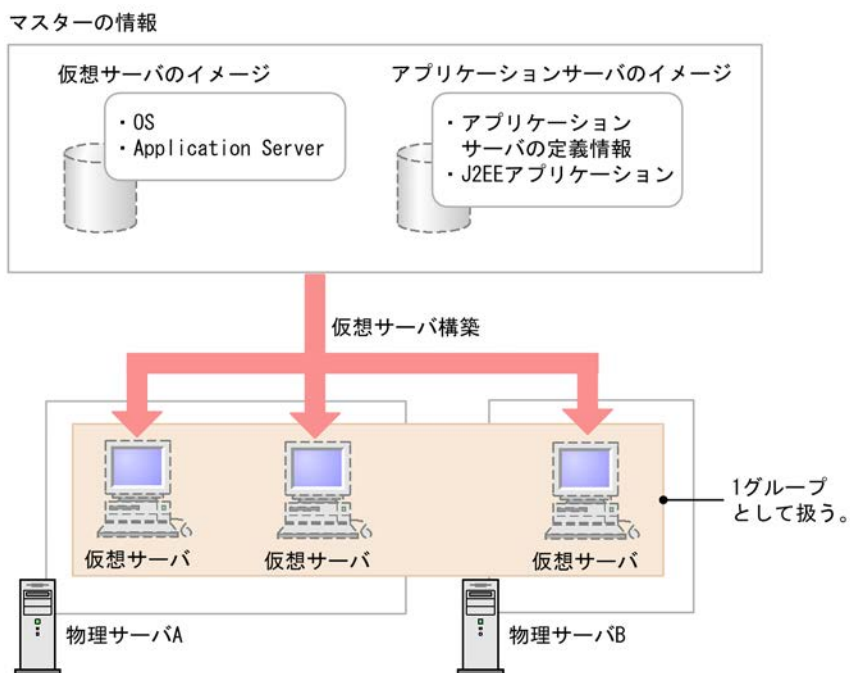 マスターの情報
仮想サーバのイメージ
・OS
・Application Server
アプリケーションサーバのイメージ
・アプリケーション
サーバの定義情報
・J2EEアプリケーション
仮想サーバ構築
仮想サーバ
仮想サーバ
仮想サーバ
1グループ
として扱う。
物理サーバA
物理サーバB